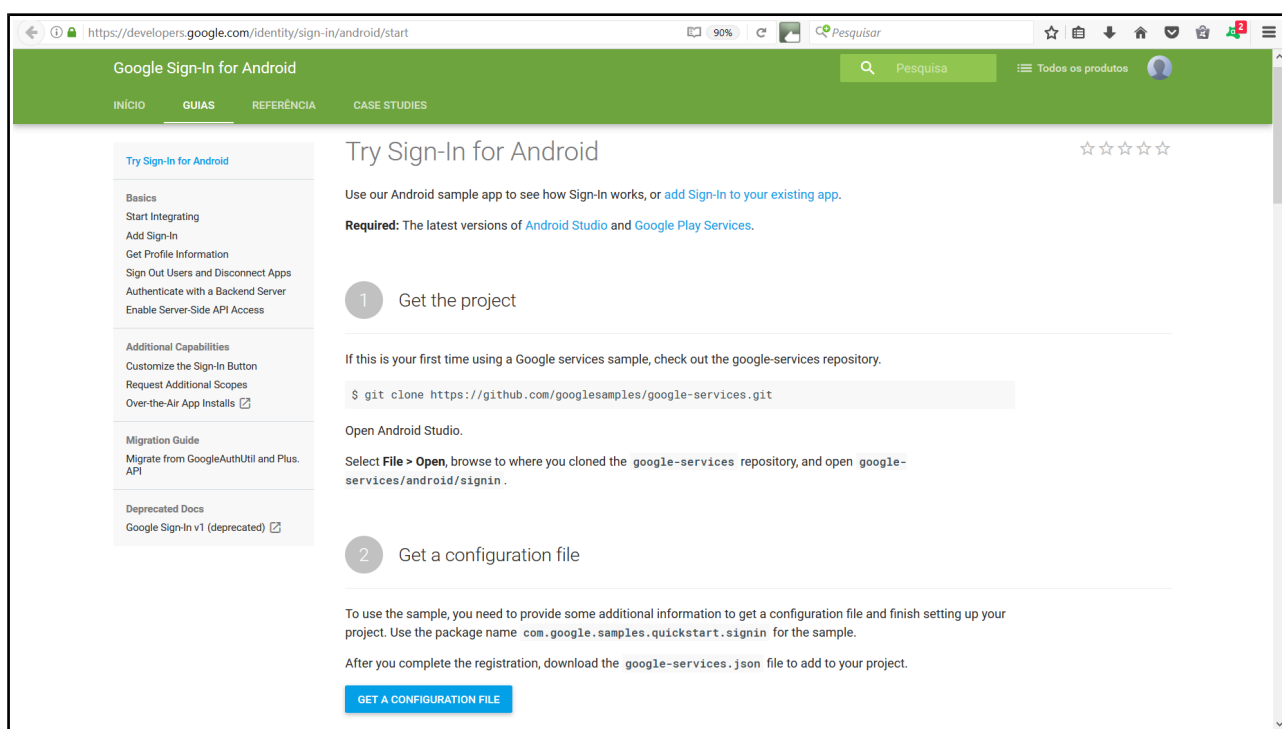 https://developers.google.com/identity/sign-in/android/start
90%
Pesquisar
2
Google Sign-In for Android
Pesquisa
Todos os produtos
INÍCIO
GUIAS
REFERÊNCIA
CASE STUDIES
Try Sign-In for Android
Basics
Start Integrating
Add Sign-In
Get Profile Information
Sign Out Users and Disconnect Apps
Authenticate with a Backend Server
Enable Server-Side API Access
Additional Capabilities
Customize the Sign-In Button
Request Additional Scopes
Over-the-Air App Installs
Migration Guide
Migrate from GoogleAuthUtil and Plus.
API
Deprecated Docs
Google Sign-In v1 (deprecated)
Try Sign-In for Android
Use our Android sample app to see how Sign-In works, or add Sign-In to your existing app.
Required: The latest versions of Android Studio and Google Play Services.
1
Get the project
If this is your first time using a Google services sample, check out the google-services repository.
$ git clone https://github.com/googlesamples/google-services.git
Open Android Studio.
Select File > Open, browse to where you cloned the google-services repository, and open google-
services/android/signin.
2
Get a configuration file
To use the sample, you need to provide some additional information to get a configuration file and finish setting up your
project. Use the package name com.google.samples.quickstart.signin for the sample.
After you complete the registration, download the google-services.json file to add to your project.
GET A CONFIGURATION FILE